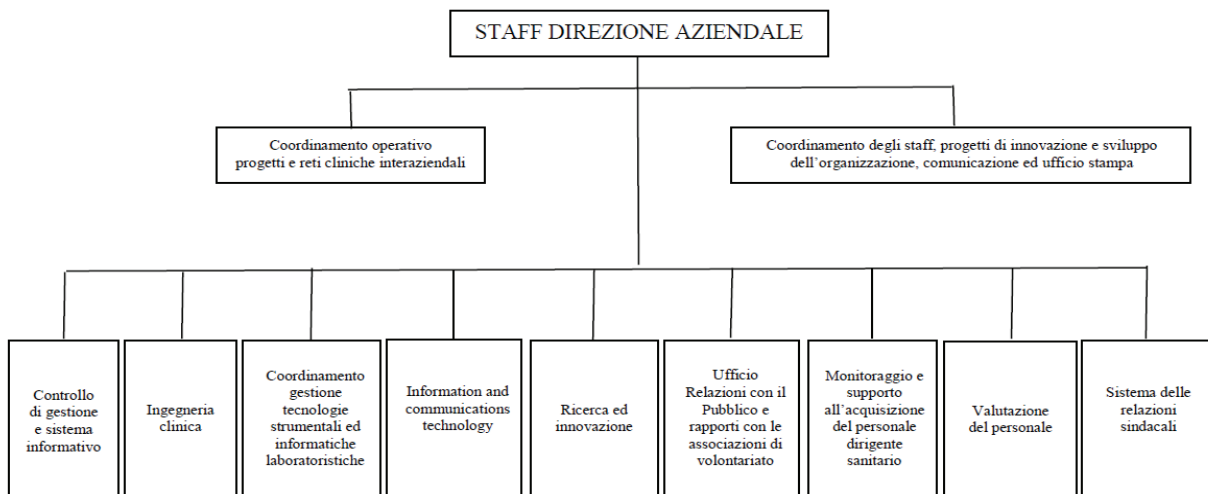 STAFF DIREZIONE AZIENDALE
Coordinamento operativo
progetti e reti cliniche interaziendali
Coordinamento degli staff, progetti di innovazione e sviluppo
dell'organizzazione, comunicazione ed ufficio stampa
Controllo
di gestione
e sistema
informativo
Ingegneria
clinica
Coordinamento
gestione
tecnologie
strumentali ed
informatiche
laboratoristiche
Information and
communications
technology
Ricerca ed
innovazione
Ufficio
Relazioni con il
Pubblico e
rapporti con le
associazioni di
volontariato
Monitoraggio e
supporto
all'acquisizione
del personale
dirigente
sanitario
Valutazione
del personale
Sistema delle
relazioni
sindacali